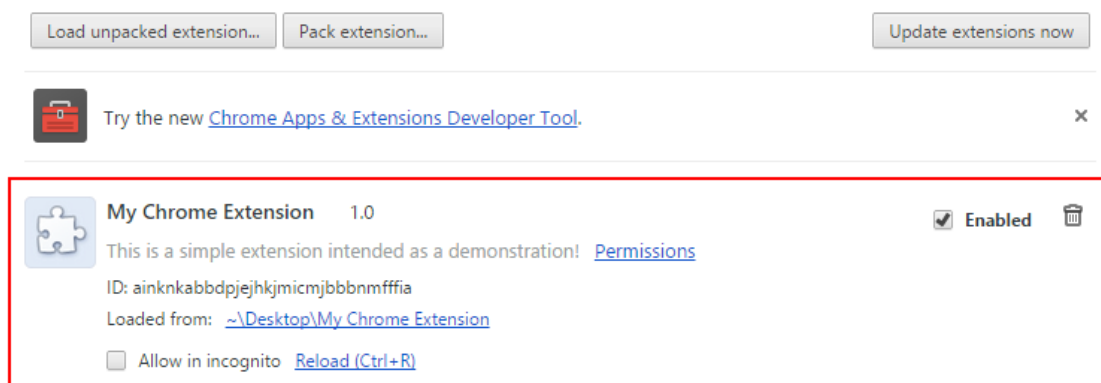 Load unpacked extension... Pack extension... Update extensions now
Try the new Chrome Apps & Extensions Developer Tool.
My Chrome Extension 1.0
Enabled
This is a simple extension intended as a demonstration! Permissions
ID: ainknkabbdpjejhkjmicmjbbbnmfffia
Loaded from: ~\Desktop\My Chrome Extension
Allow in incognito Reload (Ctrl+R)